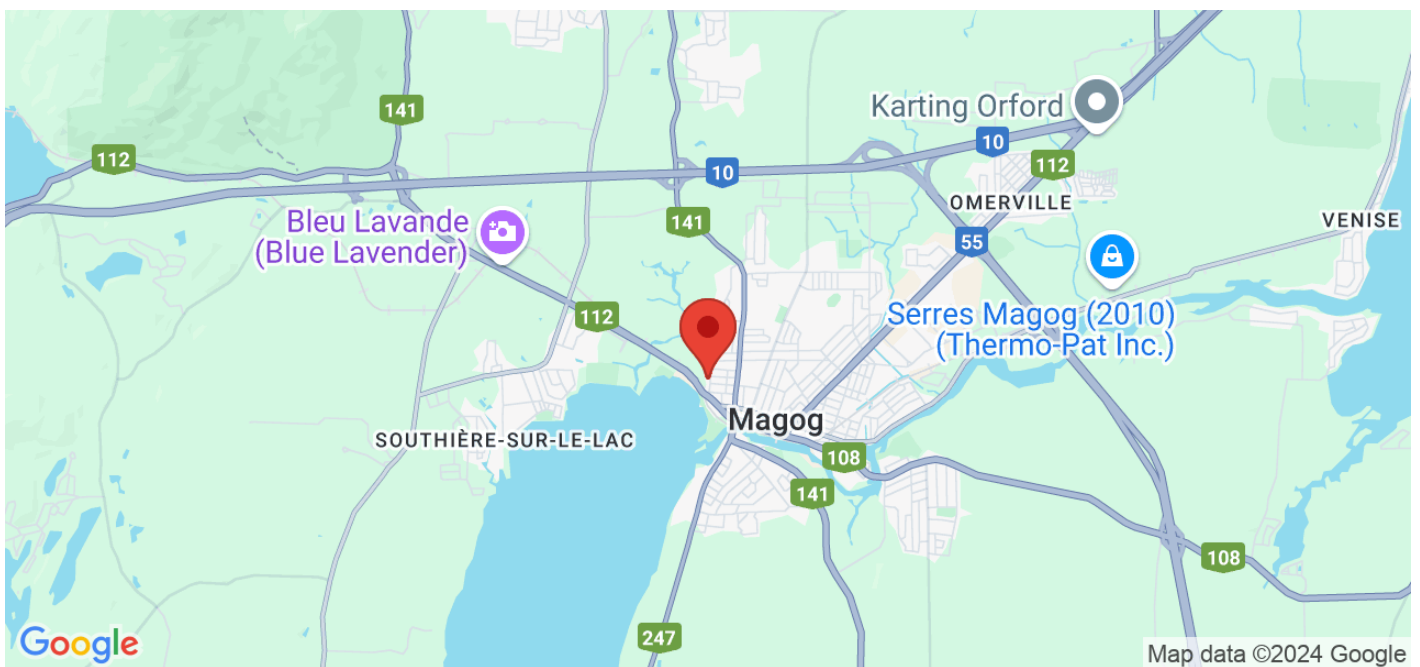 141
Karting Orford
112
10
10
112
OMERVILLE
Bleu Lavande
(Blue Lavender)
141
VENISE
55
112
Serres Magog (2010)
(Thermo-Pat Inc.)
Magog
SOUTHIÈRE-SUR-LE-LAC
108
141
108
247
Google
Map data ©2024 Google